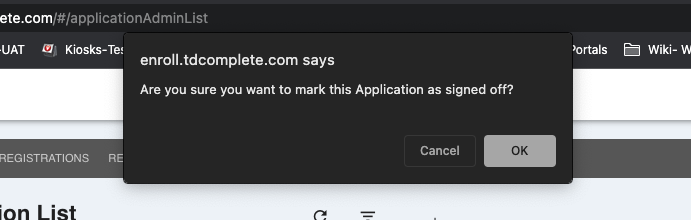 ete.com/#/applicationAdminList
-UAT Kiosks-Tes Portals Wiki- W
enroll.tdcomplete.com says
Are you sure you want to mark this Application as signed off?
Cancel OK
REGISTRATIONS RE
ion List